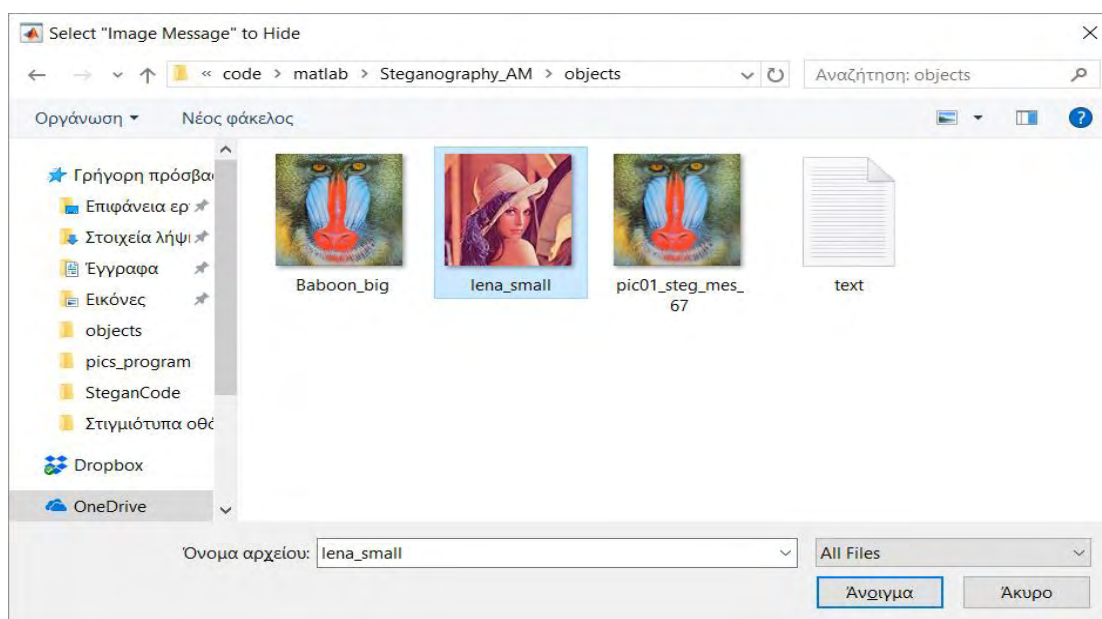 Select "Image Message" to Hide
« code > matlab > Steganography_AM > objects
Αναζήτηση: objects
Οργάνωση
Νέος φάκελος
Γρήγορη πρόσβα
Επιφάνεια ερ
Στοιχεία λήψ
Έγγραφα
Εικόνες
objects
pics_program
SteganCode
Στιγμιότυπα οθό
Dropbox
OneDrive
Baboon_big
lena_small
pic01_steg_mes_
67
text
Όνομα αρχείου: lena_small
All Files
Άνοιγμα
Άκυρο